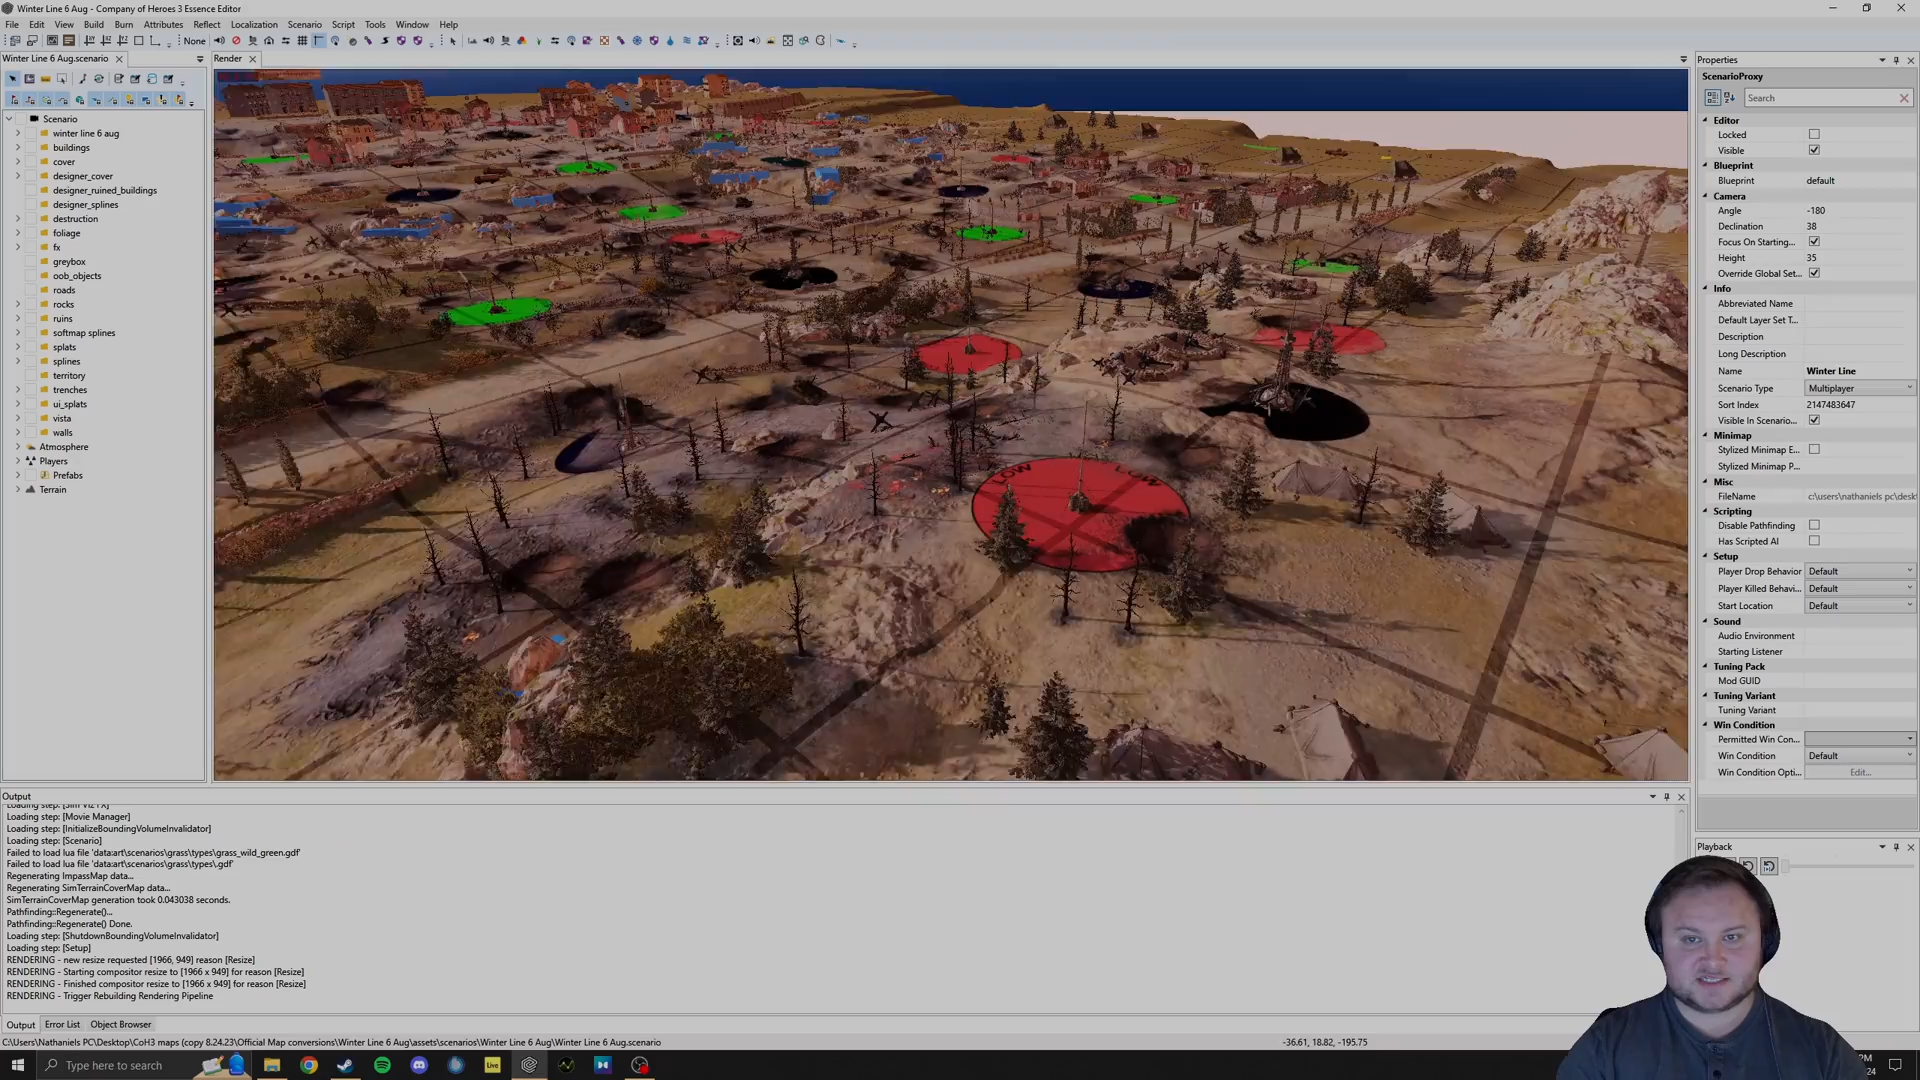 Winter Line 6 Aug - Company of Heroes 3 Essence Editor
File Edit View Build Burn Attributes Reflect Localization Scenario Script Tools Window Help
None
Winter Line 6 Aug.scenario
Render
Properties
ScenarioProxy
Search
Scenario
winter line 6 aug
buildings
cover
designer_cover
designer_ruined_buildings
designer_splines
destruction
foliage
fx
greybox
oob_objects
roads
rocks
ruins
softmap splines
splats
splines
territory
trenches
ui_splats
vista
walls
Atmosphere
Players
Prefabs
Terrain
LOW LOW
Editor
Locked
Visible
Blueprint
Blueprint default
Camera
Angle -180
Declination 38
Focus On Starting...
Height 35
Override Global Set...
Info
Abbreviated Name
Default Layer Set T...
Description
Long Description
Name Winter Line
Scenario Type Multiplayer
Sort Index 2147483647
Visible In Scenario...
Minimap
Stylized Minimap E...
Stylized Minimap P...
Misc
FileName c:\users\nathaniels pc\deskt
Scripting
Disable Pathfinding
Has Scripted AI
Setup
Player Drop Behavior Default
Player Killed Behavi... Default
Start Location Default
Sound
Audio Environment
Starting Listener
Tuning Pack
Mod GUID
Tuning Variant
Tuning Variant
Win Condition
Permitted Win Con...
Win Condition Default
Win Condition Opti... Edit...
Playback
Output
Loading step: [Sim Viz FX]
Loading step: [Movie Manager]
Loading step: [InitializeBoundingVolumeInvalidator]
Loading step: [Scenario]
Failed to load lua file 'data:art\scenarios\grass\types\grass_wild_green.gdf'
Failed to load lua file 'data:art\scenarios\grass\types\.gdf'
Regenerating ImpassMap data...
Regenerating SimTerrainCoverMap data...
SimTerrainCoverMap generation took 0.043038 seconds.
Pathfinding::Regenerate()...
Pathfinding::Regenerate() Done.
Loading step: [ShutdownBoundingVolumeInvalidator]
Loading step: [Setup]
RENDERING - new resize requested [1966, 949] reason [Resize]
RENDERING - Starting compositor resize to [1966 x 949] for reason [Resize]
RENDERING - Finished compositor resize to [1966 x 949] for reason [Resize]
RENDERING - Trigger Rebuilding Rendering Pipeline
Output Error List Object Browser
C:\Users\Nathaniels PC\Desktop\CoH3 maps (copy 8.24.23\Official Map conversions\Winter Line 6 Aug\assets\scenarios\Winter Line 6 Aug\Winter Line 6 Aug.scenario
-36.61, 18.82, -195.75
Type here to search
Live